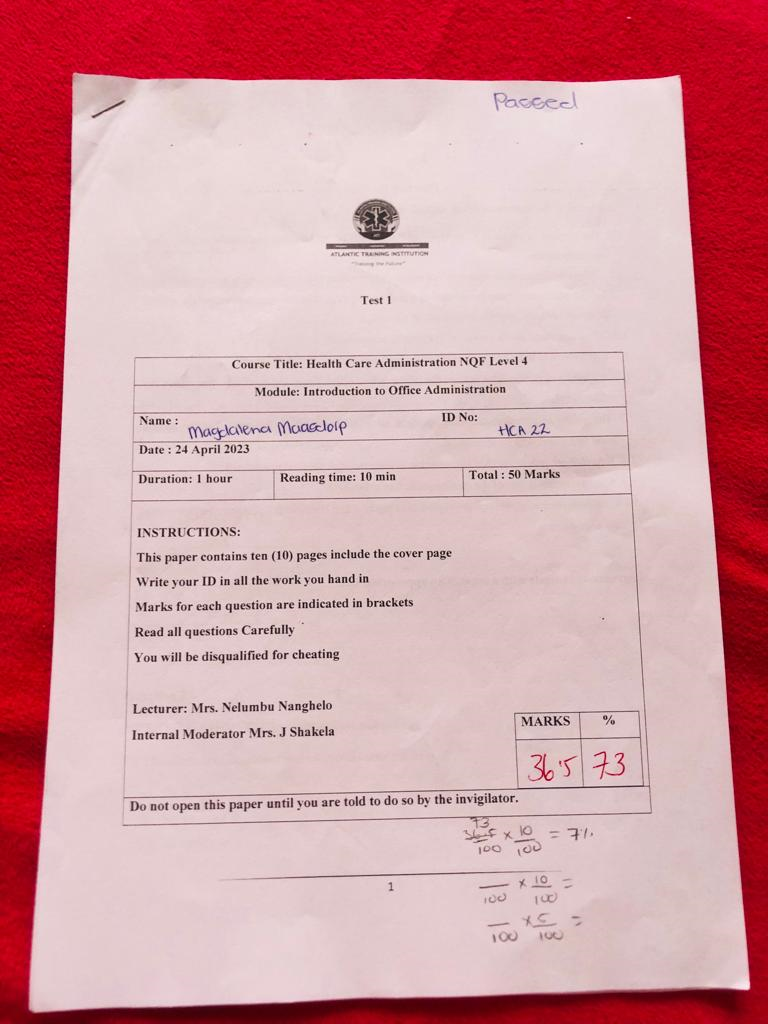 Passed
ATLANTIC TRAINING INSTITUTION
"Training the Future"
Test 1
Course Title: Health Care Administration NQF Level 4
Module: Introduction to Office Administration
Name : Magdalena Maasdorp ID No: HCA 22
Date : 24 April 2023
Duration: 1 hour Reading time: 10 min Total : 50 Marks
INSTRUCTIONS:
This paper contains ten (10) pages include the cover page
Write your ID in all the work you hand in
Marks for each question are indicated in brackets
Read all questions Carefully
You will be disqualified for cheating
Lecturer: Mrs. Nelumbu Nanghelo
Internal Moderator Mrs. J Shakela
MARKS %
36.5 73
Do not open this paper until you are told to do so by the invigilator.
73
36.5 × 10 = 7%
100 100
1
× 10 =
100 100
× 5 =
100 100